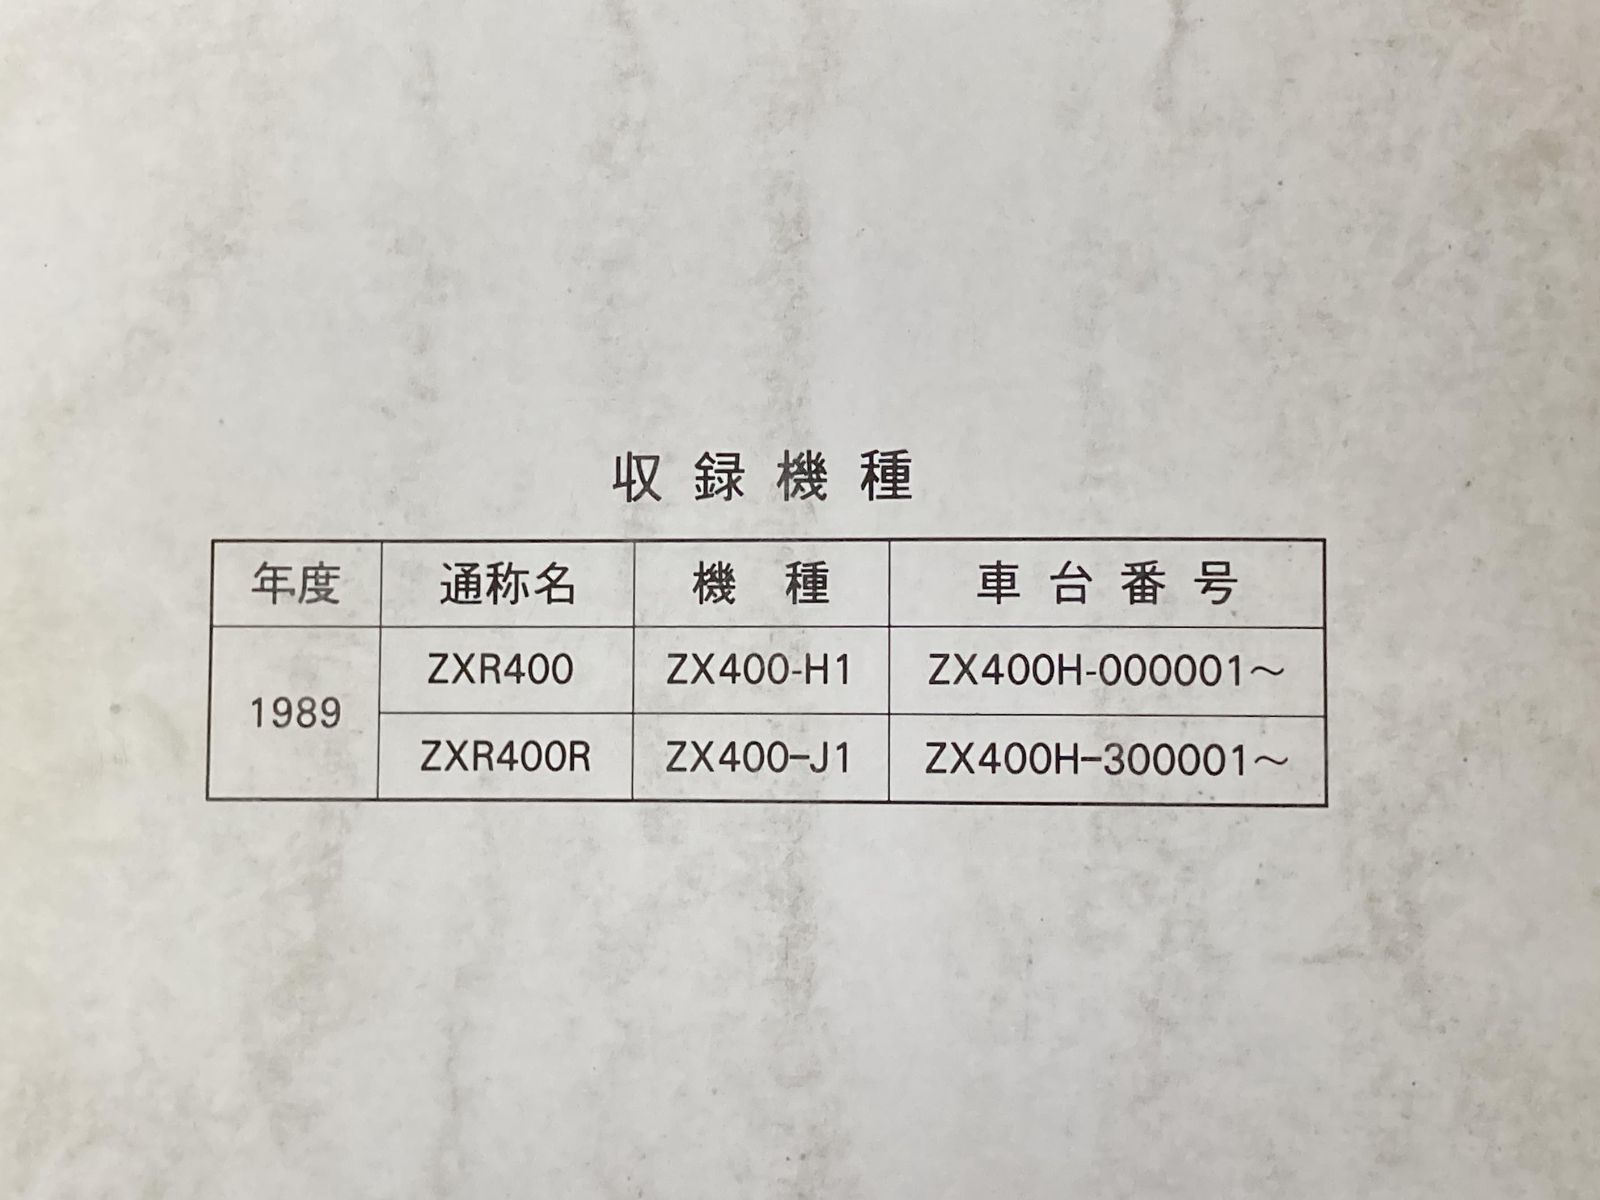 収録機種
年度 通称名 機種 車台番号
1989 ZXR400 ZX400-H1 ZX400H-000001～
ZXR400R ZX400-J1 ZX400H-300001～